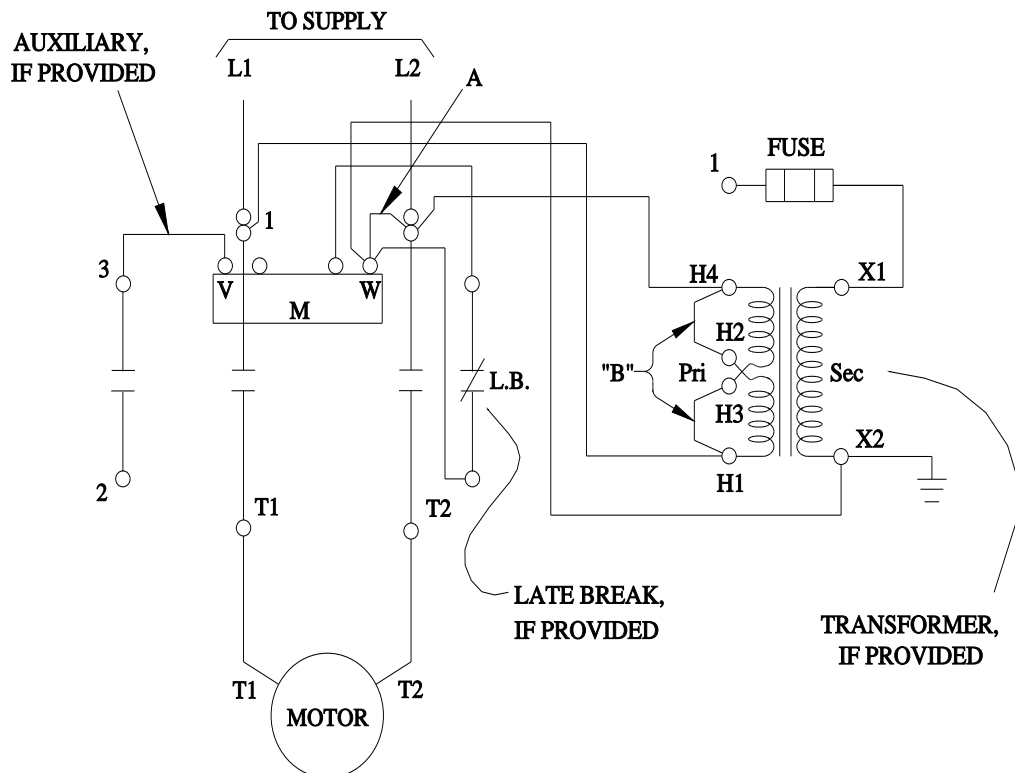 TO SUPPLY
AUXILIARY,
IF PROVIDED
L1
L2
A
1
FUSE
1
3
V
W
M
H4
X1
H2
"B"
Pri
Sec
L.B.
H3
X2
H1
2
T1
T2
LATE BREAK,
IF PROVIDED
TRANSFORMER,
IF PROVIDED
T1
T2
MOTOR